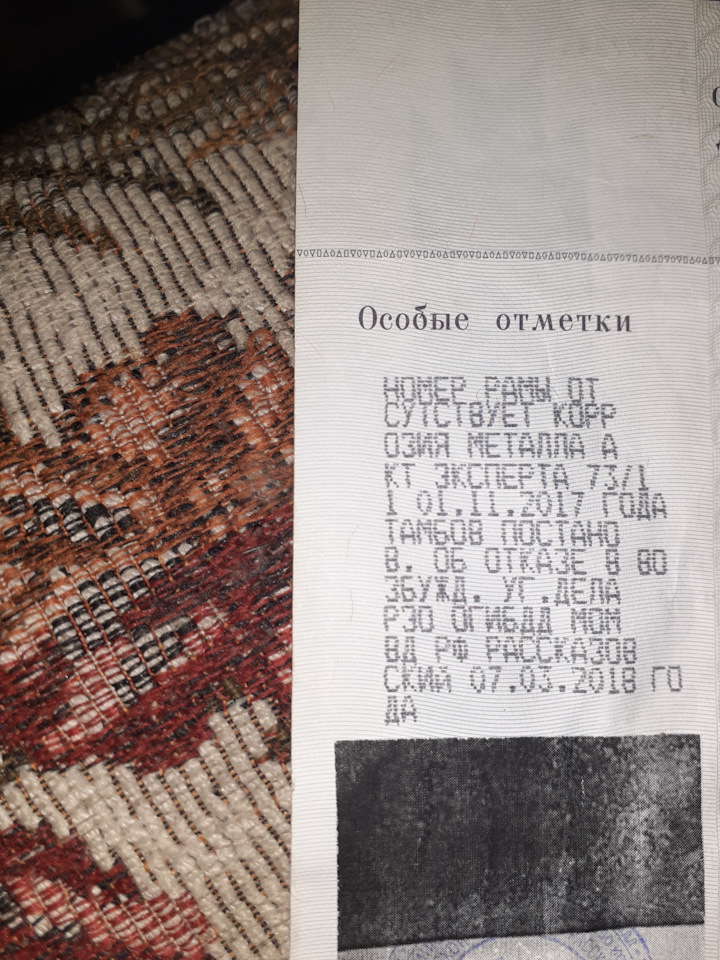 Особые отметки
НОМЕР РАМЫ ОТ
СУТСТВУЕТ КОРР
ОЗИЯ МЕТАЛЛА А
КТ ЭКСПЕРТА 73/1
1 01.11.2017 ГОДА
ТАМБОВ ПОСТАНО
В. ОБ ОТКАЗЕ В ВО
ЗБУЖД. УГ.ДЕЛА
РЭО ОГИБДД МОМ
ВД РФ РАССКАЗОВ
СКИЙ 07.03.2018 ГО
ДА